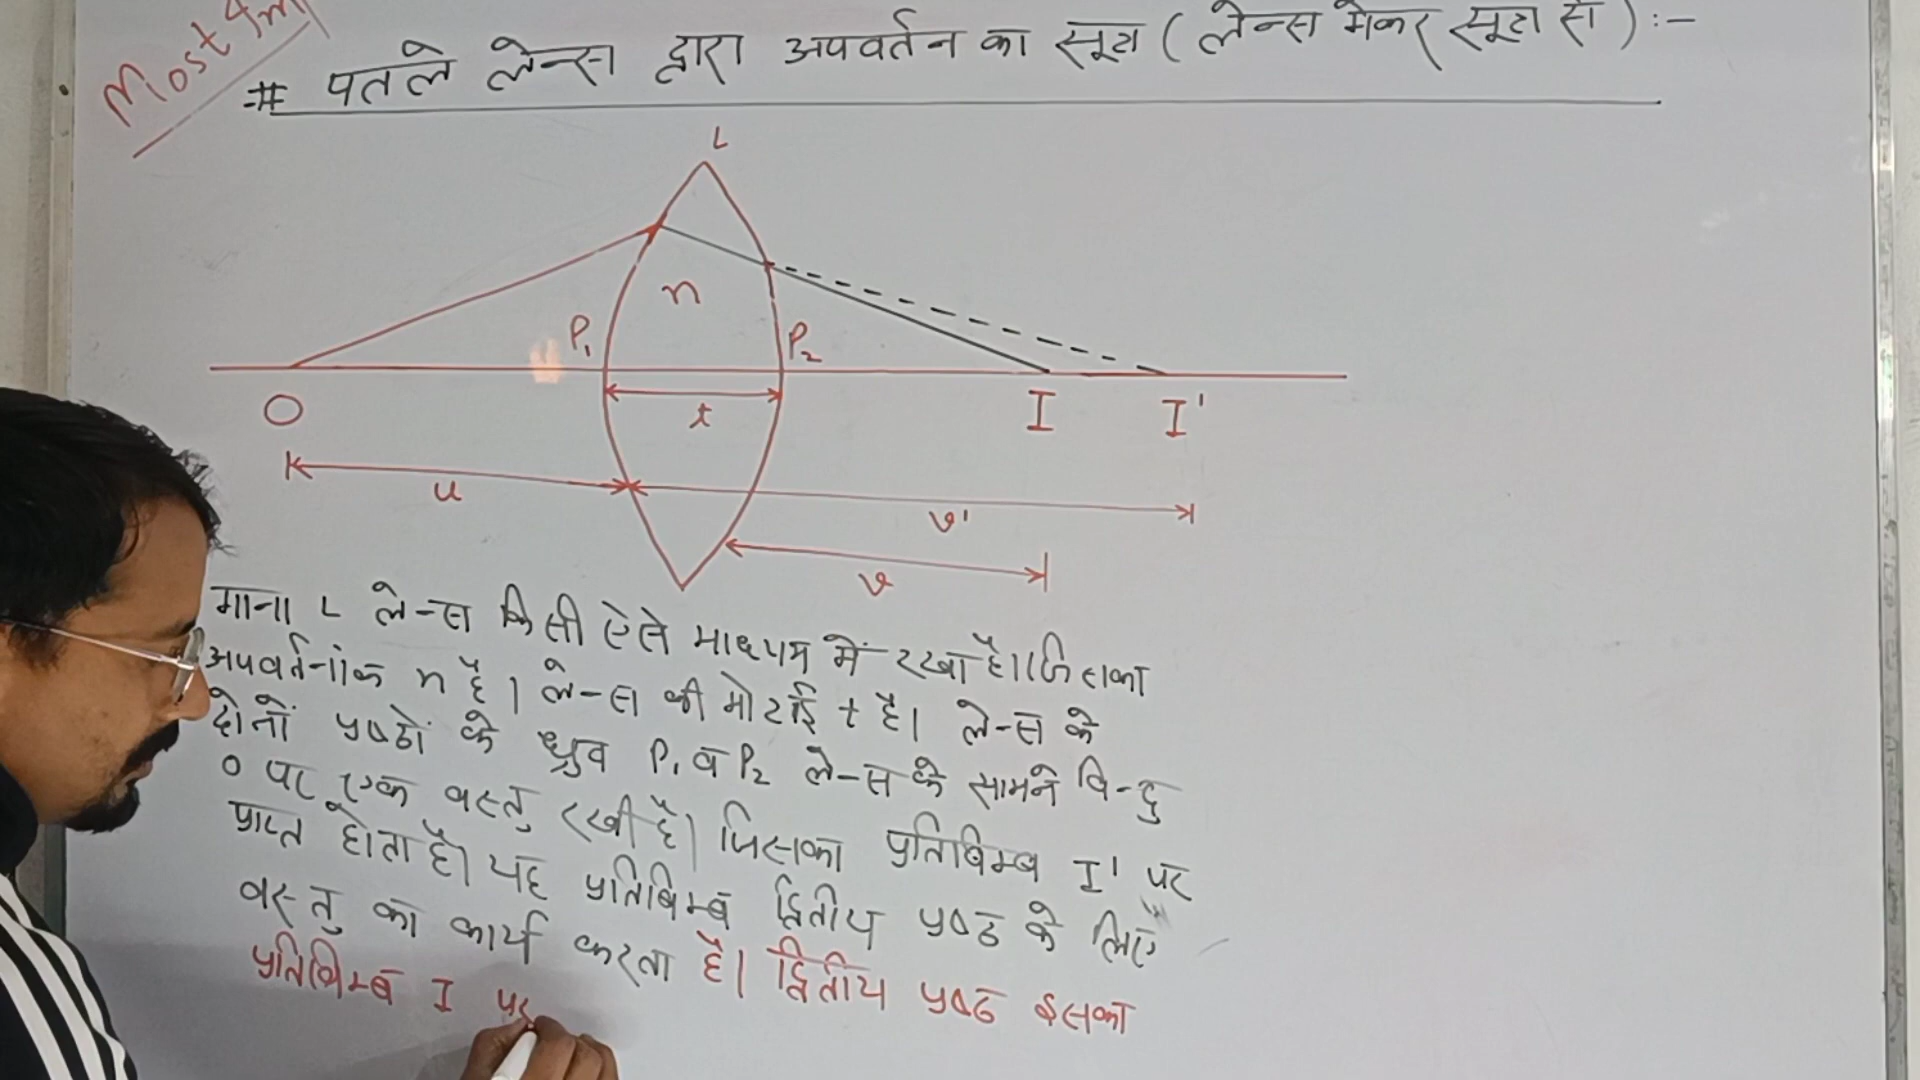 Most Im
# पतले लेन्स द्वारा अपवर्तन का सूत्र ( लेन्स मेकर सूत्र से ) :-
L
n
P₁ P₂
t
O I I'
u v'
v
माना L लेन्स किसी ऐसे माध्यम में रखा है। जिसका
अपवर्तनांक n है। लेन्स की मोटाई t है। लेन्स के
दोनों पृष्ठों के ध्रुव P₁ व P₂ लेन्स के सामने बिन्दु
O पर एक वस्तु रखी है। जिसका प्रतिबिम्ब I' पर
प्राप्त होता है। यह प्रतिबिम्ब द्वितीय पृष्ठ के लिए
वस्तु का कार्य करता है। द्वितीय पृष्ठ इसका
प्रतिबिम्ब I पर